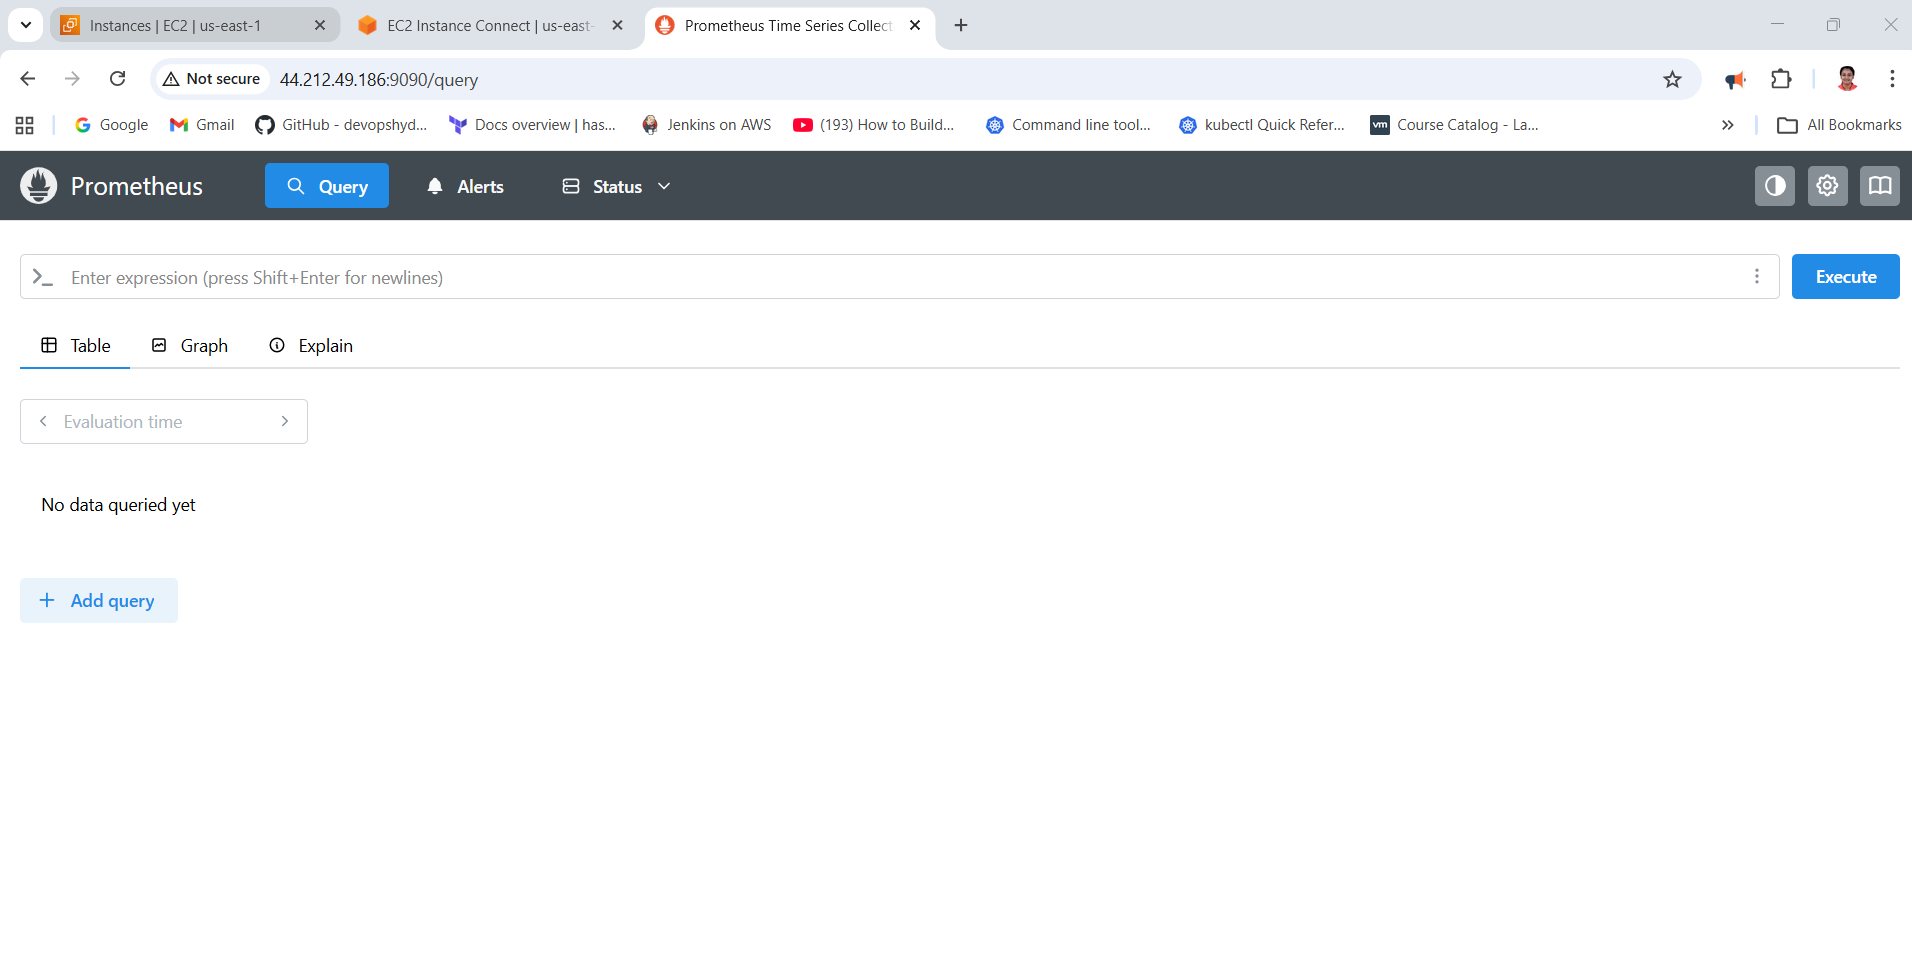 Instances | EC2 | us-east-1
EC2 Instance Connect | us-east-
Prometheus Time Series Collect
Not secure
44.212.49.186:9090/query
Google
Gmail
GitHub - devopshyd...
Docs overview | has...
Jenkins on AWS
(193) How to Build...
Command line tool...
kubectl Quick Refer...
vm
Course Catalog - La...
All Bookmarks
Prometheus
Query
Alerts
Status
Enter expression (press Shift+Enter for newlines)
Execute
Table
Graph
Explain
Evaluation time
No data queried yet
Add query